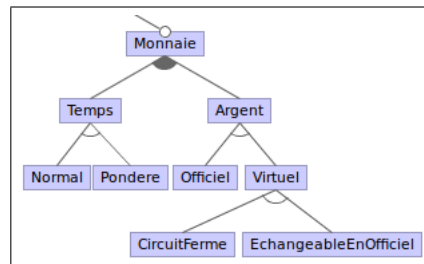 Monnaie
Temps Argent
Normal Pondere Officiel Virtuel
CircuitFerme EchangeableEnOfficiel